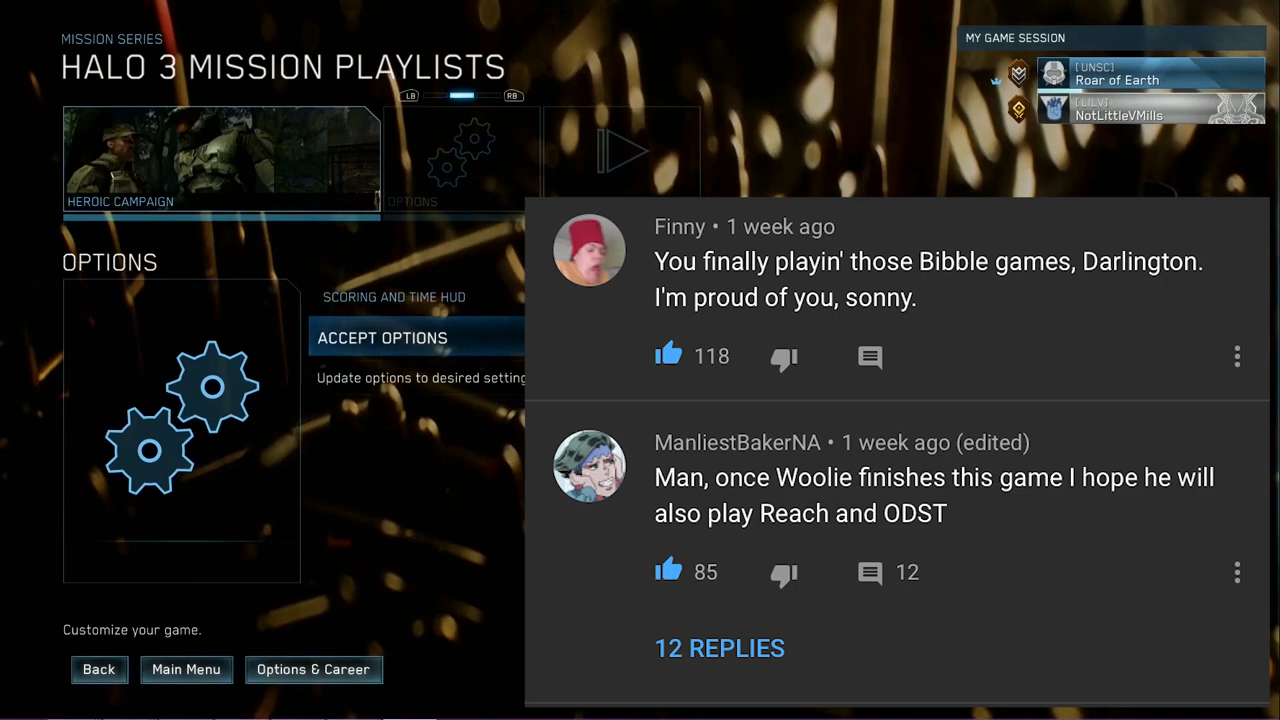 MISSION SERIES
HALO 3 MISSION PLAYLISTS
LB
RB
HEROIC CAMPAIGN
OPTIONS
MY GAME SESSION
[UNSC]
Roar of Earth
[LILV]
NotLittleVMills
OPTIONS
SCORING AND TIME HUD
ACCEPT OPTIONS
Update options to desired setting
Customize your game.
Back
Main Menu
Options & Career
Finny • 1 week ago
You finally playin' those Bibble games, Darlington.
I'm proud of you, sonny.
118
ManliestBakerNA • 1 week ago (edited)
Man, once Woolie finishes this game I hope he will
also play Reach and ODST
85
12
12 REPLIES